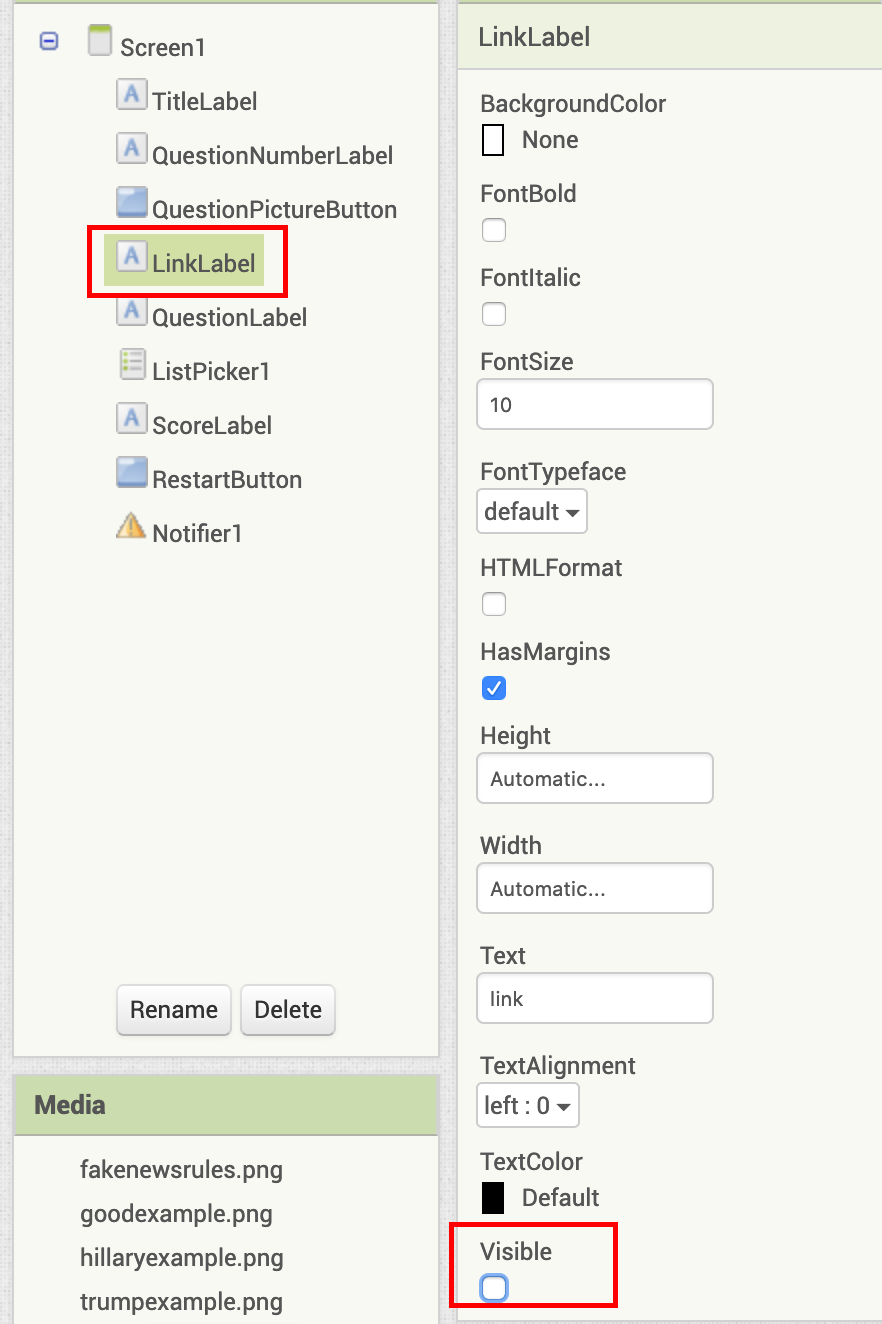 Screen1
TitleLabel
QuestionNumberLabel
QuestionPictureButton
LinkLabel
QuestionLabel
ListPicker1
ScoreLabel
RestartButton
Notifier1
Rename
Delete
Media
fakenewsrules.png
goodexample.png
hillaryexample.png
trumpexample.png
LinkLabel
BackgroundColor
None
FontBold
FontItalic
FontSize
10
FontTypeface
default
HTMLFormat
HasMargins
Height
Automatic...
Width
Automatic...
Text
link
TextAlignment
left : 0
TextColor
Default
Visible